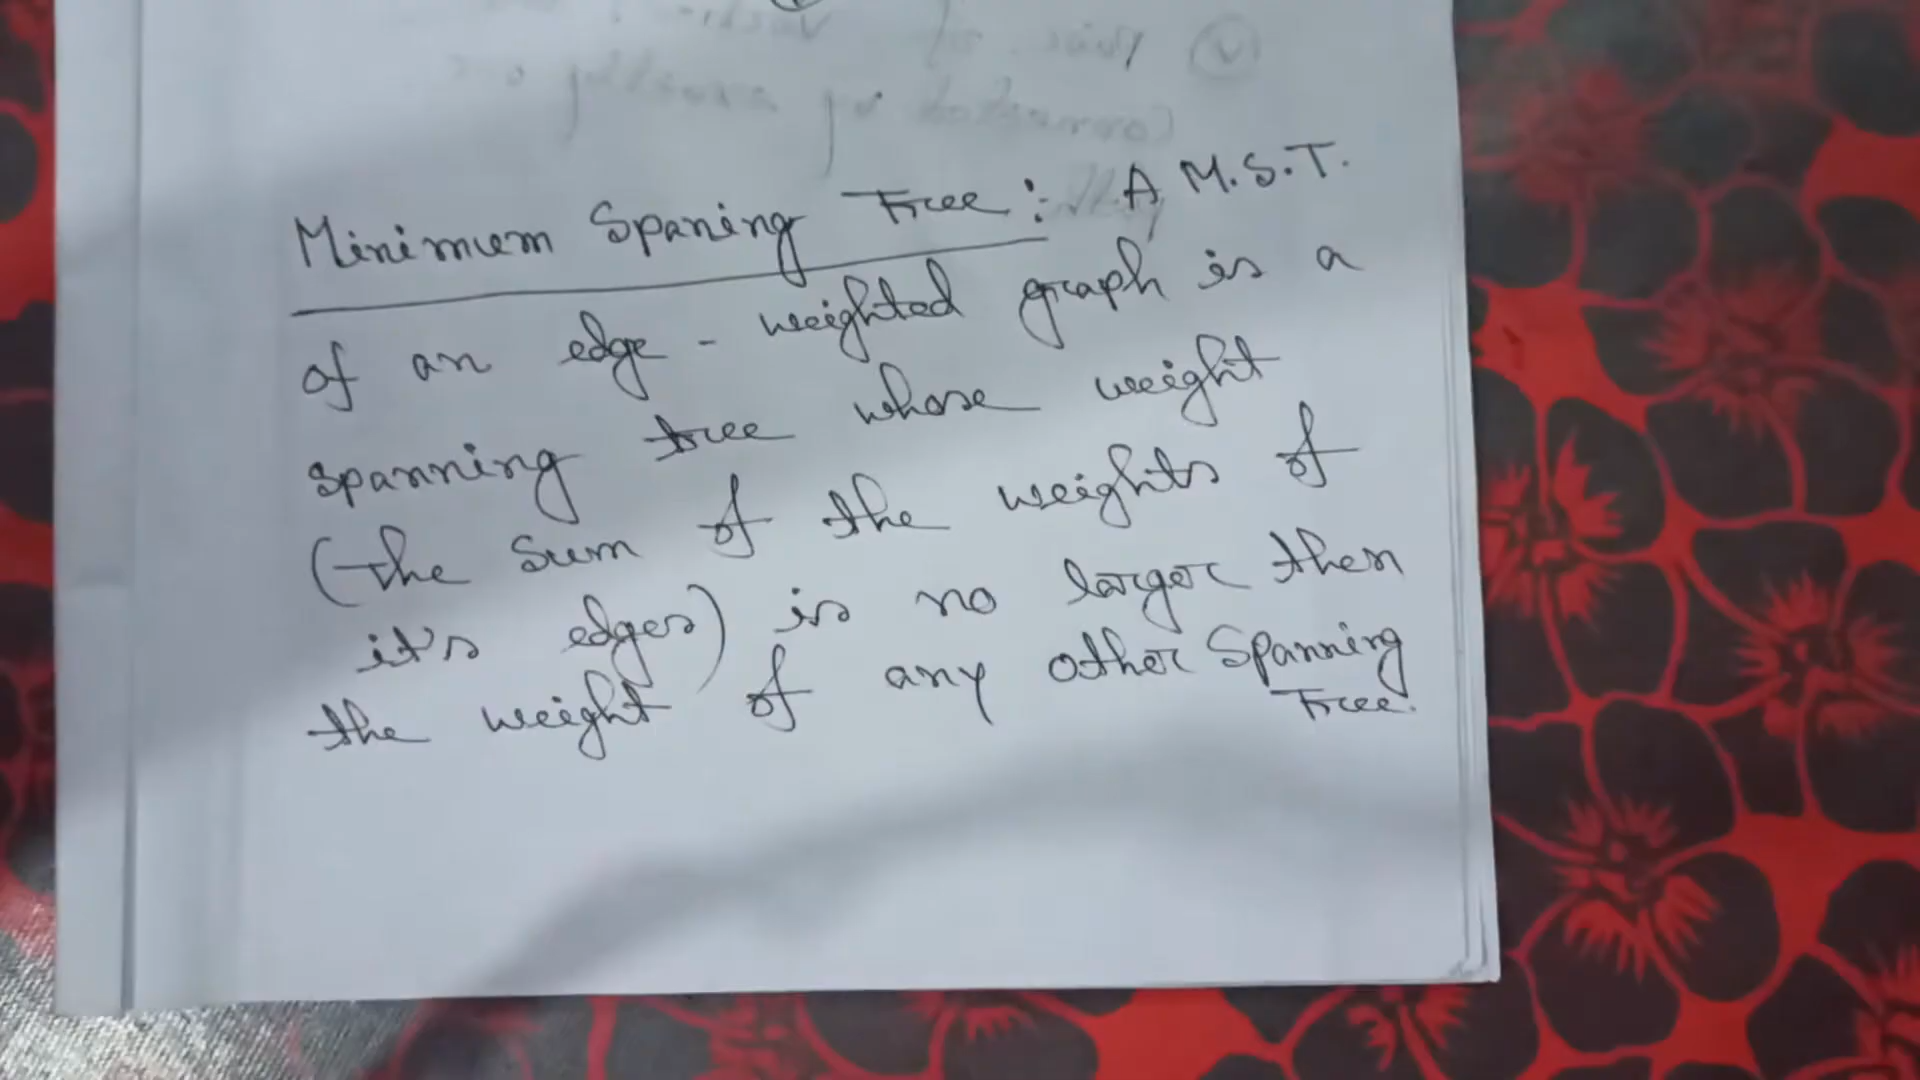 Minimum Spaning Tree : A M.S.T.
of an edge - weighted graph is a
spanning tree whose weight
(the sum of the weights of
it's edges) is no larger then
the weight of any other Spanning
Tree.